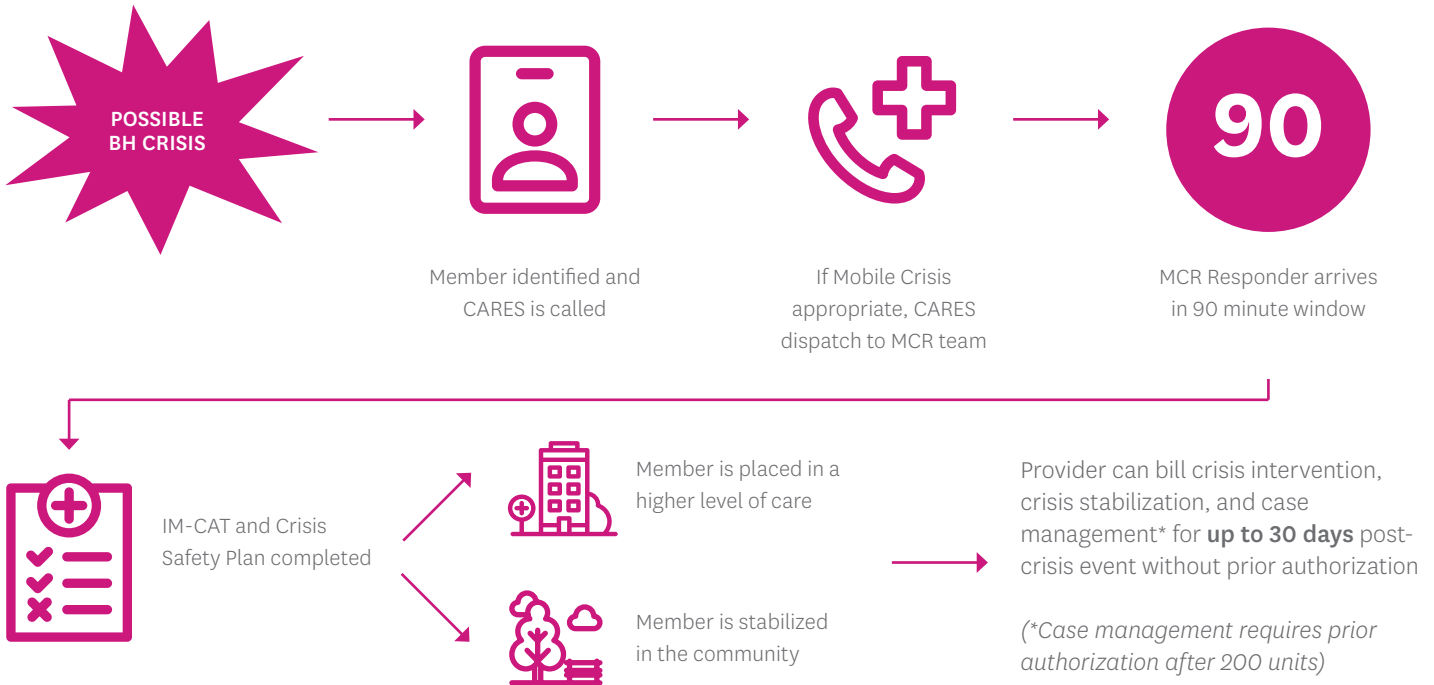 POSSIBLE
BH CRISIS
Member identified and
CARES is called
If Mobile Crisis
appropriate, CARES
dispatch to MCR team
90
MCR Responder arrives
in 90 minute window
IM-CAT and Crisis
Safety Plan completed
Member is placed in a
higher level of care
Member is stabilized
in the community
Provider can bill crisis intervention,
crisis stabilization, and case
management* for up to 30 days post-
crisis event without prior authorization
(*Case management requires prior
authorization after 200 units)